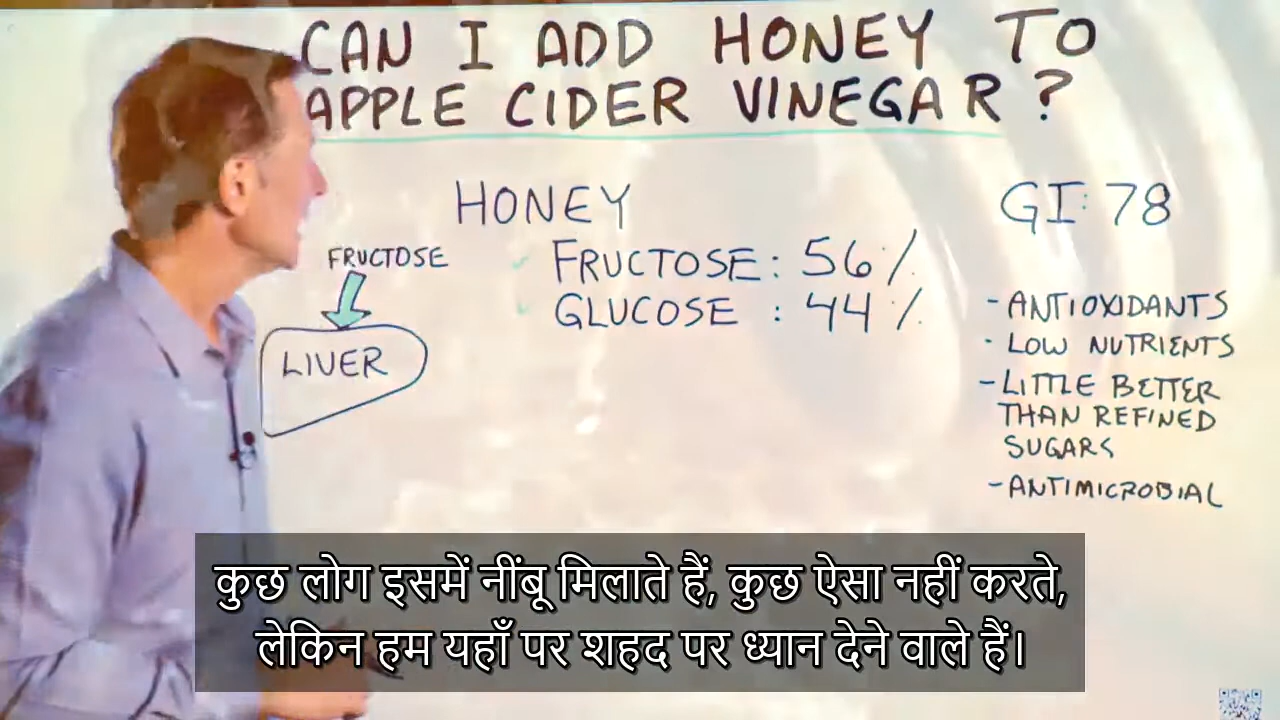 CAN I ADD HONEY TO
APPLE CIDER VINEGAR?
HONEY
GI: 78
FRUCTOSE
FRUCTOSE: 56%
GLUCOSE : 44%
LIVER
- ANTIOXIDANTS
· LOW NUTRIENTS
- LITTLE BETTER
THAN REFINED
SUGARS
- ANTIMICROBIAL
कुछ लोग इसमें नींबू मिलाते हैं, कुछ ऐसा नहीं करते,
लेकिन हम यहाँ पर शहद पर ध्यान देने वाले हैं।